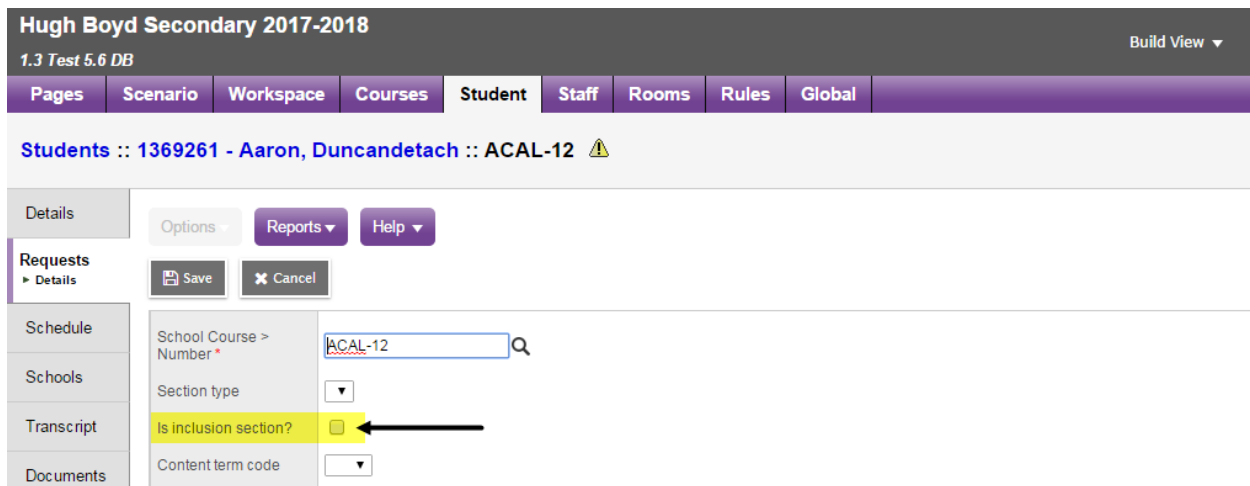 Hugh Boyd Secondary 2017-2018
1.3 Test 5.6 DB
Build View
Pages Scenario Workspace Courses Student Staff Rooms Rules Global
Students :: 1369261 - Aaron, Duncandetach :: ACAL-12
Details
Options Reports Help
Requests
Details
Save Cancel
Schedule
School Course >
Number *
ACAL-12
Schools
Section type
Transcript
Is inclusion section?
Content term code
Documents